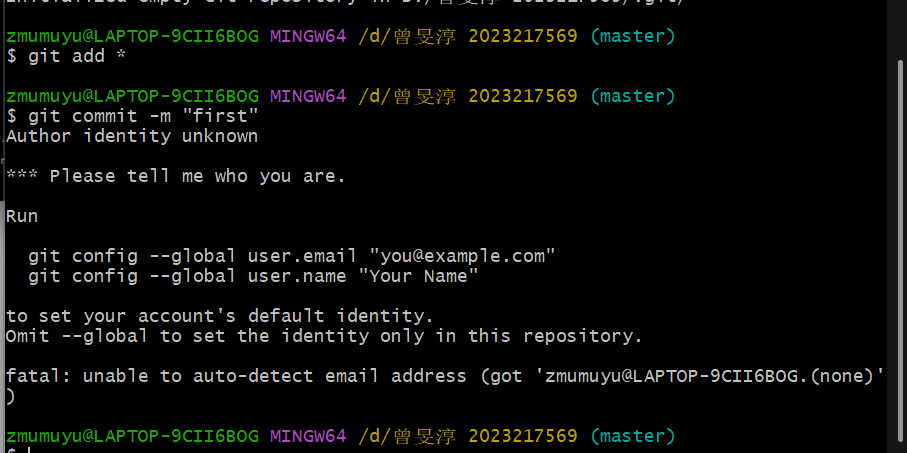 zmumuyu@LAPTOP-9CII6BOG MINGW64 /d/曾旻淳 2023217569 (master)
$ git add *
zmumuyu@LAPTOP-9CII6BOG MINGW64 /d/曾旻淳 2023217569 (master)
$ git commit -m "first"
Author identity unknown
*** Please tell me who you are.
Run
  git config --global user.email "you@example.com"
  git config --global user.name "Your Name"
to set your account's default identity.
Omit --global to set the identity only in this repository.
fatal: unable to auto-detect email address (got 'zmumuyu@LAPTOP-9CII6BOG.(none)'
)
zmumuyu@LAPTOP-9CII6BOG MINGW64 /d/曾旻淳 2023217569 (master)
$